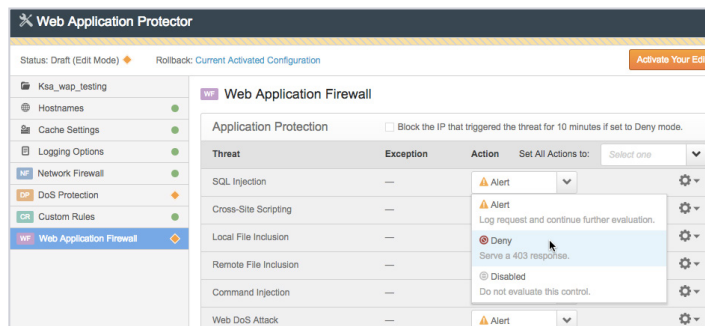 Web Application Protector
Status: Draft (Edit Mode) Rollback: Current Activated Configuration Activate Your Edi
Ksa_wap_testing
Hostnames
Cache Settings
Logging Options
NF Network Firewall
DP DoS Protection
CR Custom Rules
WF Web Application Firewall
WF Web Application Firewall
Application Protection Block the IP that triggered the threat for 10 minutes if set to Deny mode.
Threat Exception Action Set All Actions to: Select one
SQL Injection — Alert
Cross-Site Scripting —
Local File Inclusion —
Remote File Inclusion —
Command Injection —
Web DoS Attack — Alert
Alert
Log request and continue further evaluation.
Deny
Serve a 403 response.
Disabled
Do not evaluate this control.